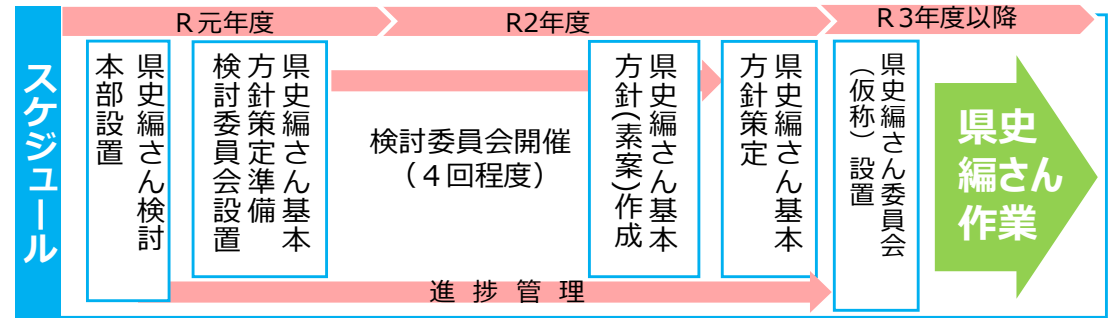 スケジュール
R元年度
R2年度
R3年度以降
県史編さん検討
本部設置
県史編さん基本
方針策定準備
検討委員会設置
検討委員会開催
（４回程度）
県史編さん基本
方針(素案)作成
県史編さん基本
方針策定
県史編さん委員会
（仮称）設置
県史
編さん
作業
進捗管理